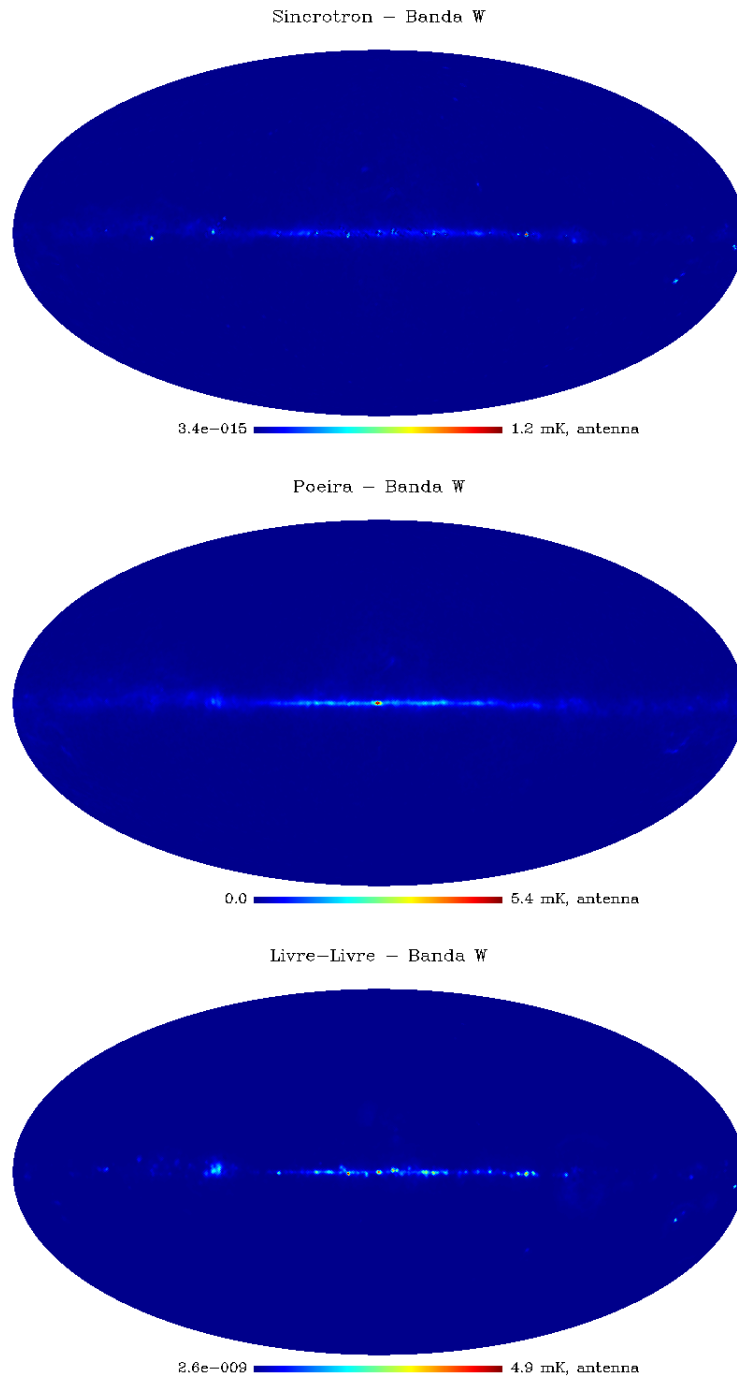 Sincrotron – Banda W
3.4e-015 1.2 mK, antenna
Poeira – Banda W
0.0 5.4 mK, antenna
Livre-Livre – Banda W
2.6e-009 4.9 mK, antenna